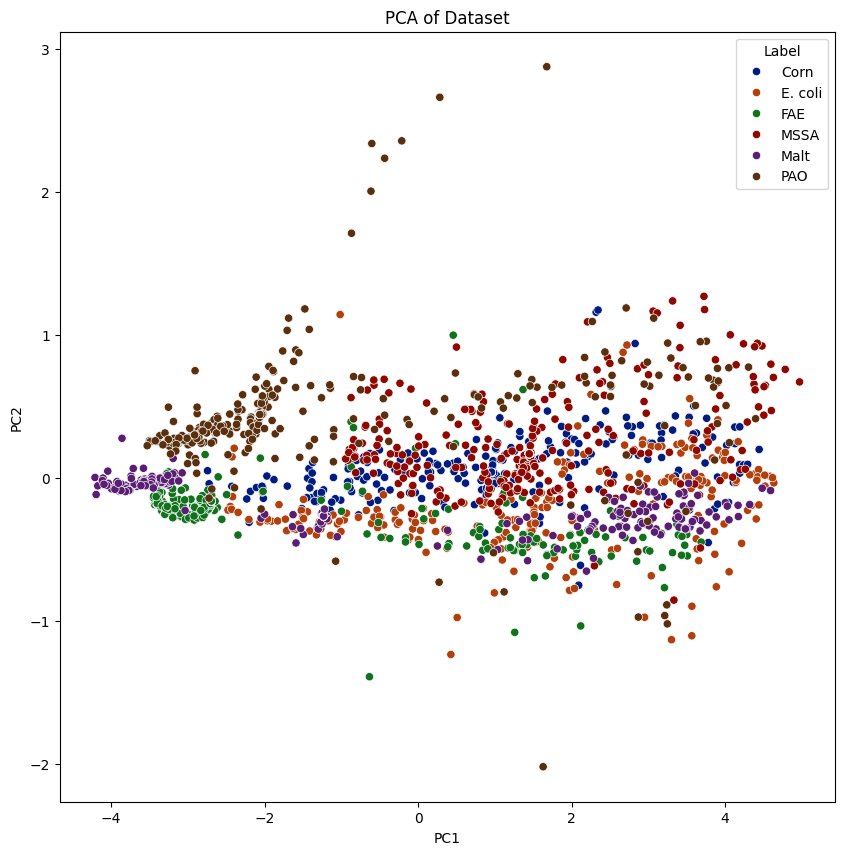 PCA of Dataset
Label
Corn
E. coli
FAE
MSSA
Malt
PAO
PC2
3
2
1
0
−1
−2
−4
−2
0
2
4
PC1